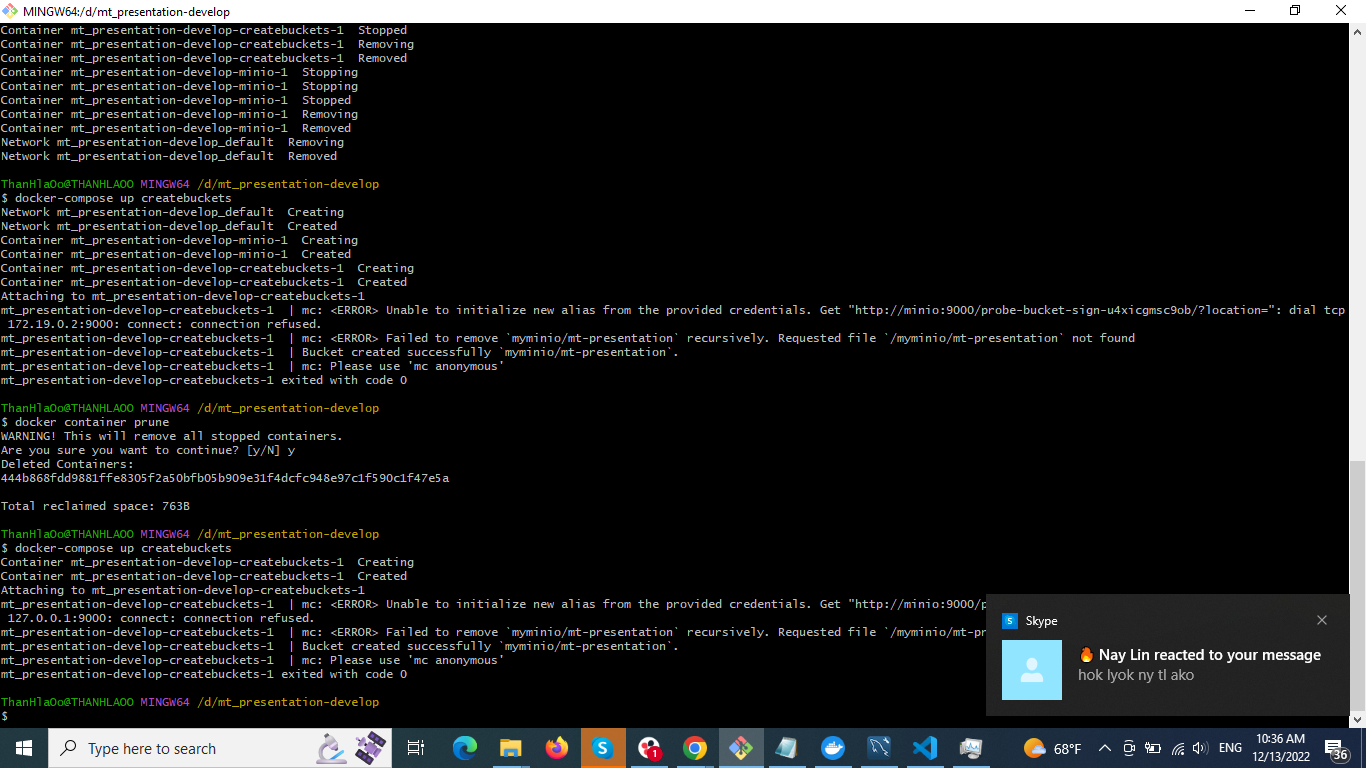 MINGW64:/d/mt_presentation-develop
Container mt_presentation-develop-createbuckets-1  Stopped
Container mt_presentation-develop-createbuckets-1  Removing
Container mt_presentation-develop-createbuckets-1  Removed
Container mt_presentation-develop-minio-1  Stopping
Container mt_presentation-develop-minio-1  Stopping
Container mt_presentation-develop-minio-1  Stopped
Container mt_presentation-develop-minio-1  Removing
Container mt_presentation-develop-minio-1  Removed
Network mt_presentation-develop_default  Removing
Network mt_presentation-develop_default  Removed
ThanHlaOo@THANHLAOO MINGW64 /d/mt_presentation-develop
$ docker-compose up createbuckets
Network mt_presentation-develop_default  Creating
Network mt_presentation-develop_default  Created
Container mt_presentation-develop-minio-1  Creating
Container mt_presentation-develop-minio-1  Created
Container mt_presentation-develop-createbuckets-1  Creating
Container mt_presentation-develop-createbuckets-1  Created
Attaching to mt_presentation-develop-createbuckets-1
mt_presentation-develop-createbuckets-1  | mc: <ERROR> Unable to initialize new alias from the provided credentials. Get "http://minio:9000/probe-bucket-sign-u4xicgmsc9ob/?location=": dial tcp
172.19.0.2:9000: connect: connection refused.
mt_presentation-develop-createbuckets-1  | mc: <ERROR> Failed to remove `myminio/mt-presentation` recursively. Requested file `/myminio/mt-presentation` not found
mt_presentation-develop-createbuckets-1  | Bucket created successfully `myminio/mt-presentation`.
mt_presentation-develop-createbuckets-1  | mc: Please use 'mc anonymous'
mt_presentation-develop-createbuckets-1 exited with code 0
ThanHlaOo@THANHLAOO MINGW64 /d/mt_presentation-develop
$ docker container prune
WARNING! This will remove all stopped containers.
Are you sure you want to continue? [y/N] y
Deleted Containers:
444b868fdd9881ffe8305f2a50bfb05b909e31f4dcfc948e97c1f590c1f47e5a
Total reclaimed space: 763B
ThanHlaOo@THANHLAOO MINGW64 /d/mt_presentation-develop
$ docker-compose up createbuckets
Container mt_presentation-develop-createbuckets-1  Creating
Container mt_presentation-develop-createbuckets-1  Created
Attaching to mt_presentation-develop-createbuckets-1
mt_presentation-develop-createbuckets-1  | mc: <ERROR> Unable to initialize new alias from the provided credentials. Get "http://minio:9000/p
127.0.0.1:9000: connect: connection refused.
mt_presentation-develop-createbuckets-1  | mc: <ERROR> Failed to remove `myminio/mt-presentation` recursively. Requested file `/myminio/mt-pr
mt_presentation-develop-createbuckets-1  | Bucket created successfully `myminio/mt-presentation`.
mt_presentation-develop-createbuckets-1  | mc: Please use 'mc anonymous'
mt_presentation-develop-createbuckets-1 exited with code 0
ThanHlaOo@THANHLAOO MINGW64 /d/mt_presentation-develop
$
Skype
🔥 Nay Lin reacted to your message
hok lyok ny tl ako
Type here to search
1
68°F
ENG
10:36 AM
12/13/2022
36